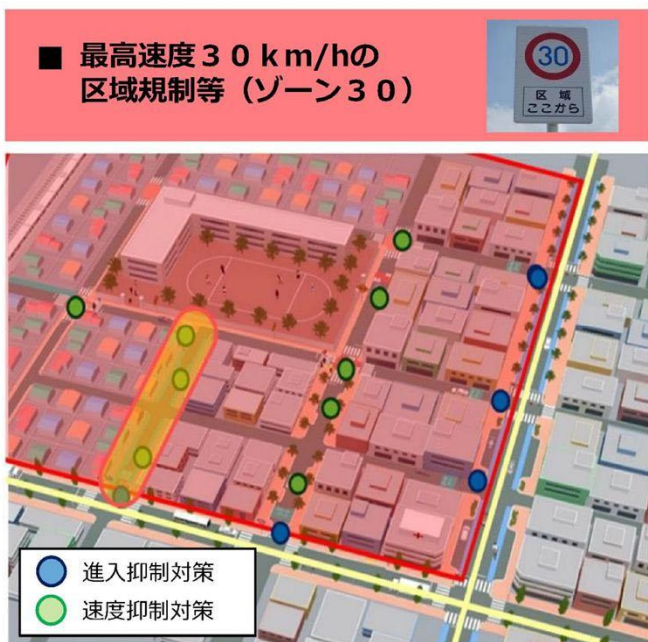 ■ 最高速度３０ｋｍ/hの
区域規制等（ゾーン３０）
30
区域
ここから
進入抑制対策
速度抑制対策